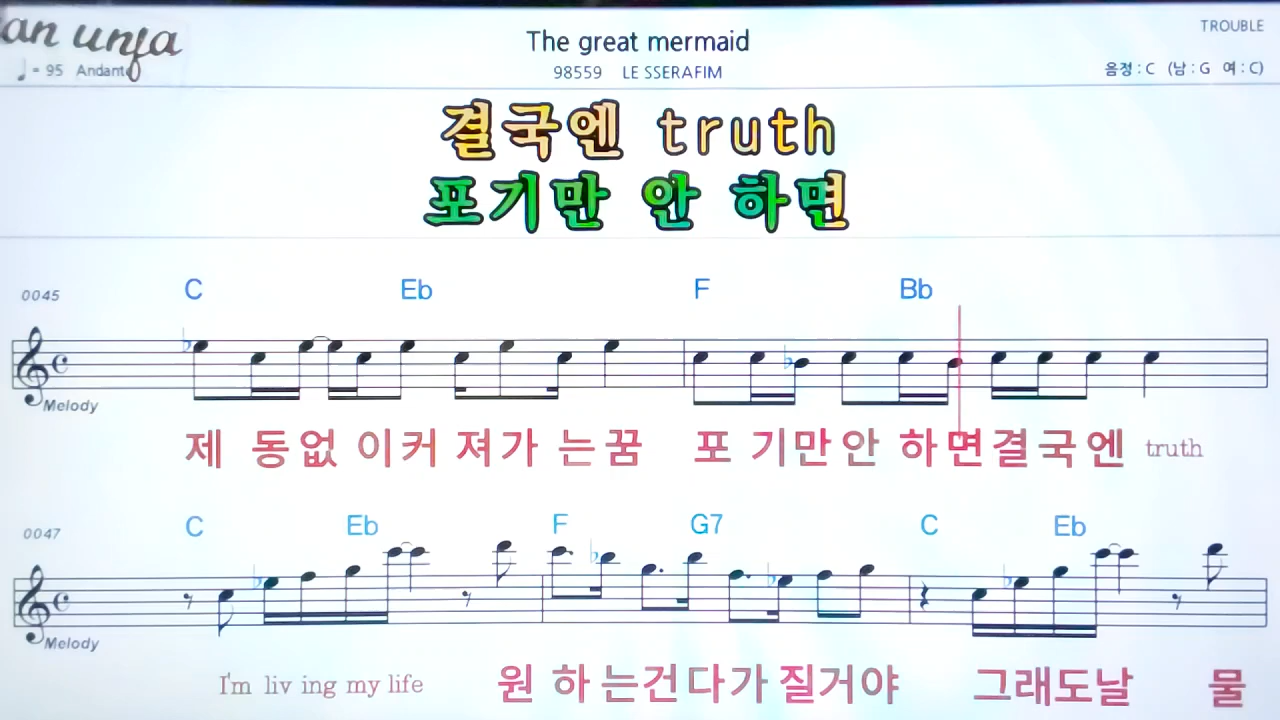 The great mermaid
TROUBLE
♩= 95 Andante
98559 LE SSERAFIM
음정 : C (남 : G 여 : C)
결국엔 truth
포기만 안 하면
0045 C Eb F Bb
Melody
제 동없 이커 져가 는꿈 포 기만안 하면결국엔 truth
0047 C Eb F G7 C Eb
Melody
I'm liv ing my life 원 하는건다가 질거야 그래도날 물